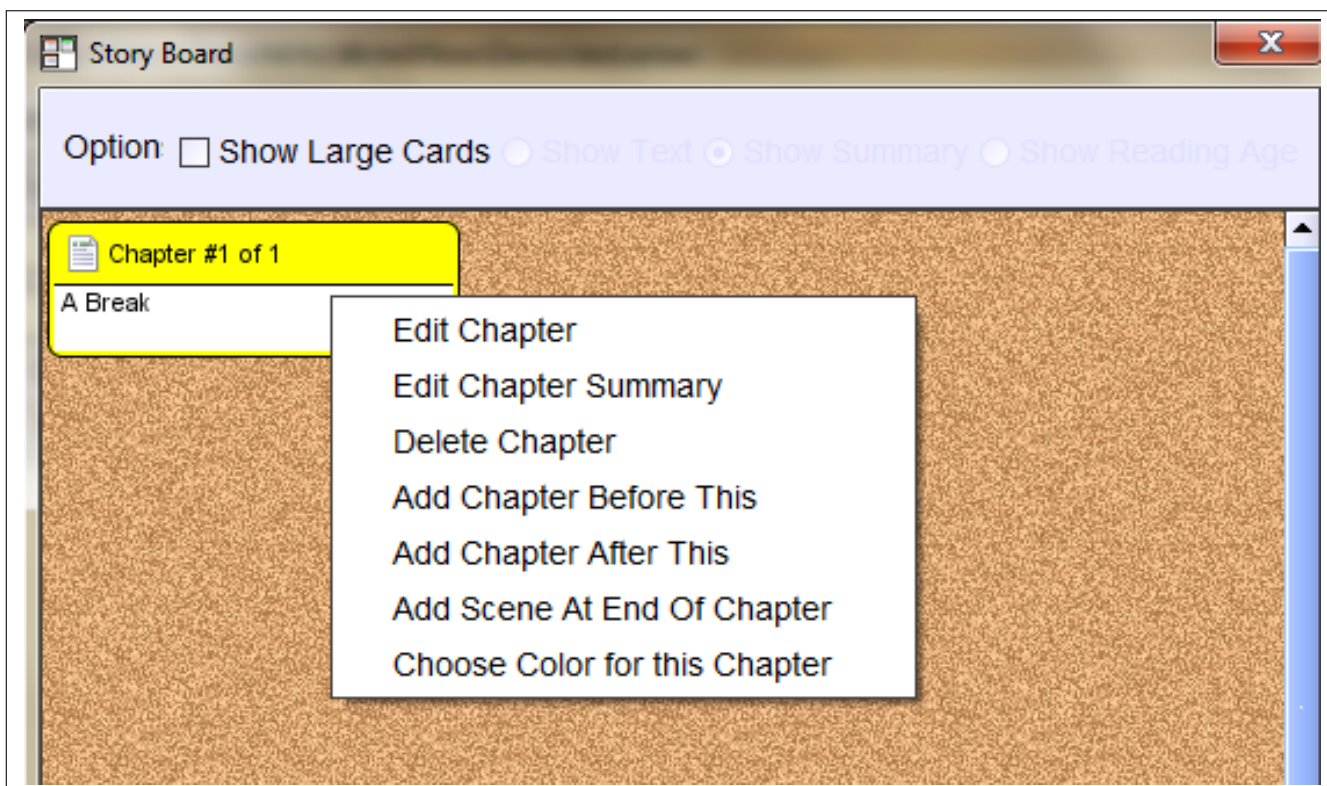 Story Board
Option: Show Large Cards Show Text Show Summary Show Reading Age
Chapter #1 of 1
A Break
Edit Chapter
Edit Chapter Summary
Delete Chapter
Add Chapter Before This
Add Chapter After This
Add Scene At End Of Chapter
Choose Color for this Chapter